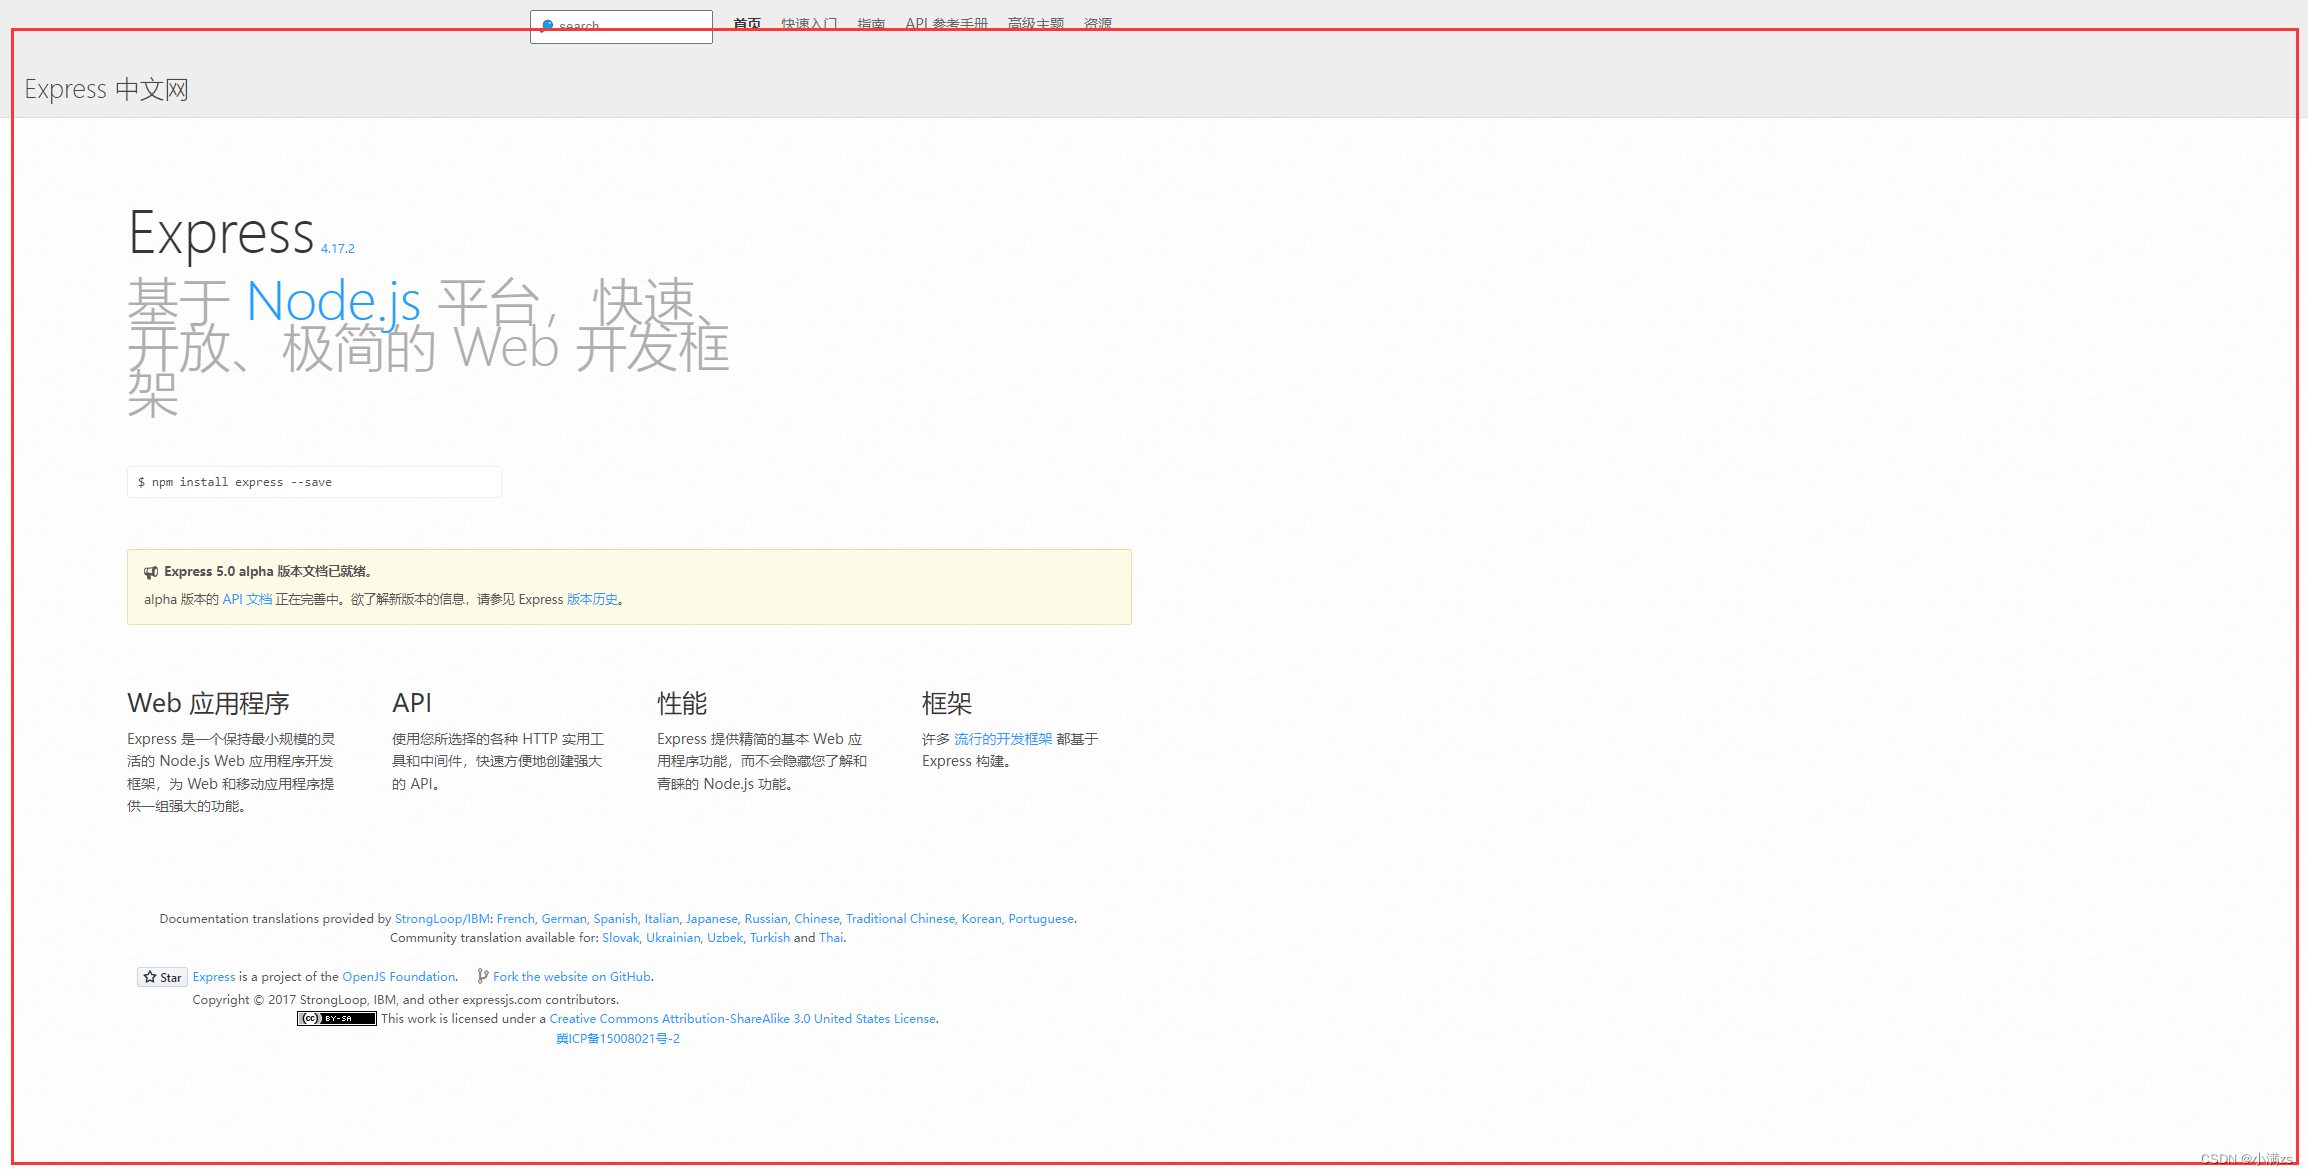 search
首页 快速入门 指南 API 参考手册 高级主题 资源
Express 中文网
Express 4.17.2
基于 Node.js 平台，快速、
开放、极简的 Web 开发框
架
$ npm install express --save
Express 5.0 alpha 版本文档已就绪。
alpha 版本的 API 文档 正在完善中。欲了解新版本的信息，请参见 Express 版本历史。
Web 应用程序
Express 是一个保持最小规模的灵
活的 Node.js Web 应用程序开发
框架，为 Web 和移动应用程序提
供一组强大的功能。
API
使用您所选择的各种 HTTP 实用工
具和中间件，快速方便地创建强大
的 API。
性能
Express 提供精简的基本 Web 应
用程序功能，而不会隐藏您了解和
青睐的 Node.js 功能。
框架
许多 流行的开发框架 都基于
Express 构建。
Documentation translations provided by StrongLoop/IBM: French, German, Spanish, Italian, Japanese, Russian, Chinese, Traditional Chinese, Korean, Portuguese.
Community translation available for: Slovak, Ukrainian, Uzbek, Turkish and Thai.
Star Express is a project of the OpenJS Foundation. Fork the website on GitHub.
Copyright © 2017 StrongLoop, IBM, and other expressjs.com contributors.
(cc) BY-SA This work is licensed under a Creative Commons Attribution-ShareAlike 3.0 United States License.
冀ICP备15008021号-2
CSDN @小满zs